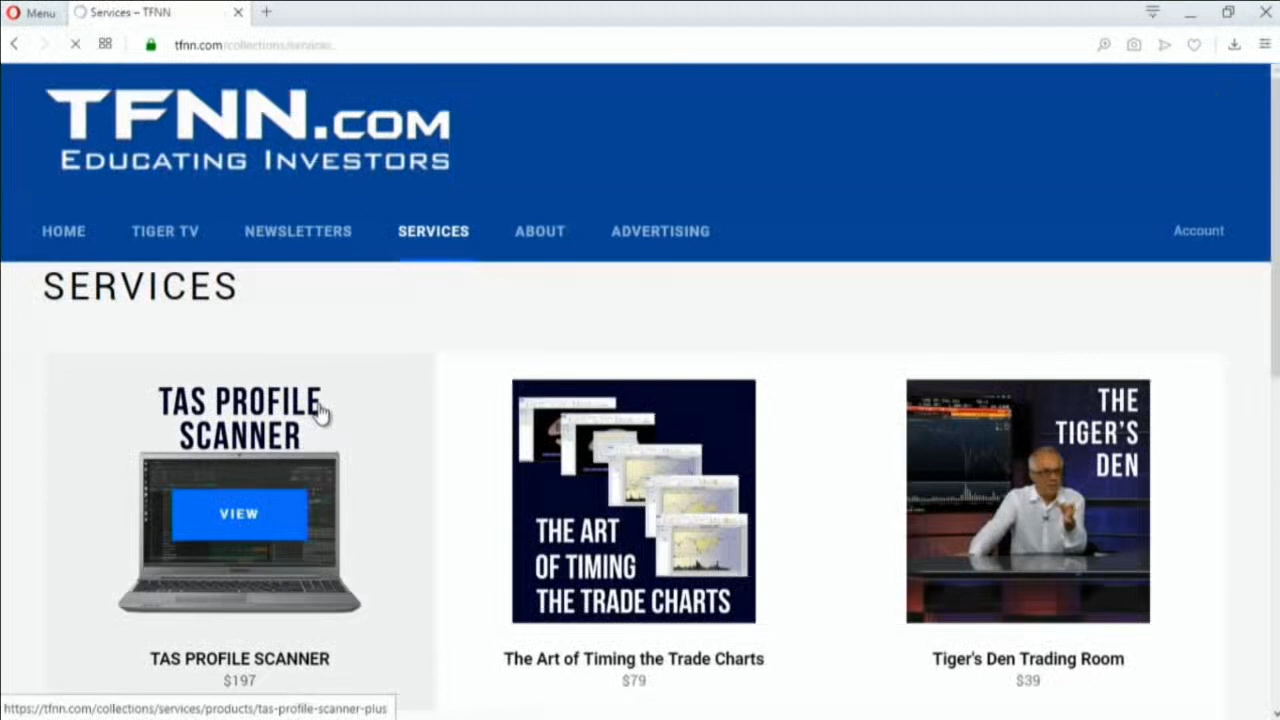 Menu
Services – TFNN
tfnn.com/collections/services
TFNN.COM
EDUCATING INVESTORS
HOME
TIGER TV
NEWSLETTERS
SERVICES
ABOUT
ADVERTISING
Account
SERVICES
TAS PROFILE
SCANNER
VIEW
THE ART
OF TIMING
THE TRADE CHARTS
THE
TIGER'S
DEN
TAS PROFILE SCANNER
The Art of Timing the Trade Charts
Tiger's Den Trading Room
$197
$79
$39
https://tfnn.com/collections/services/products/tas-profile-scanner-plus